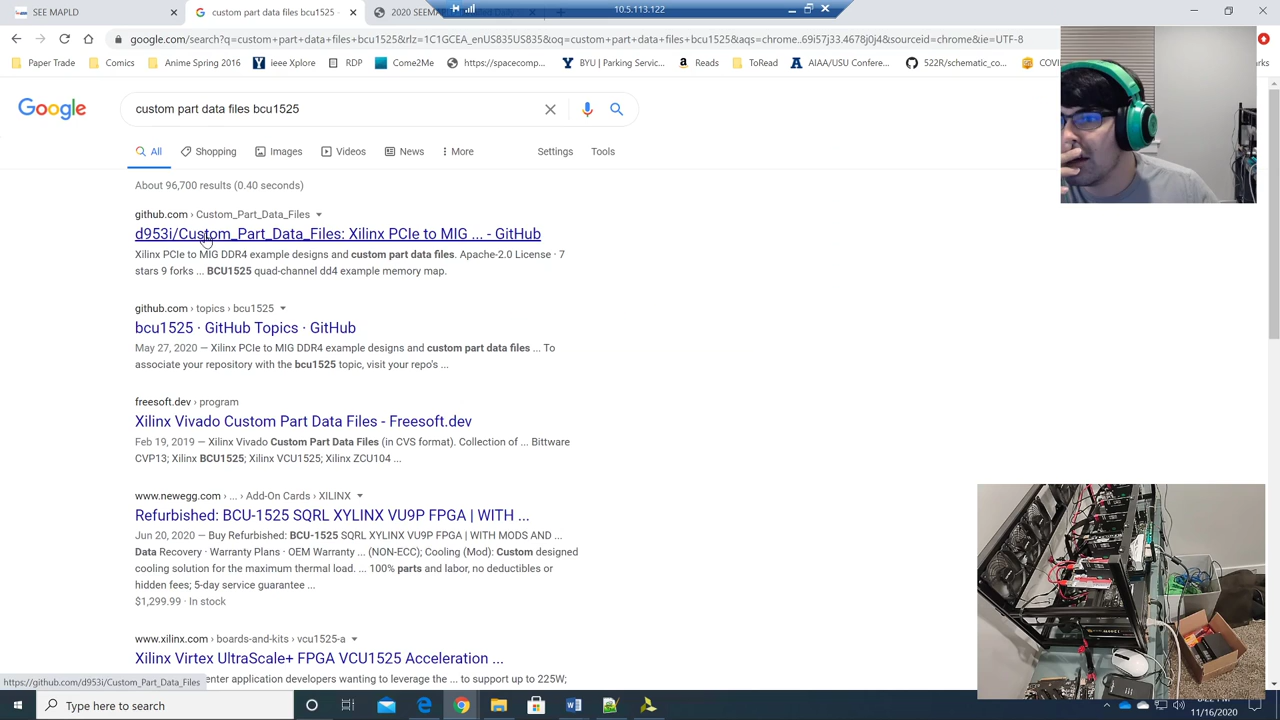 SEE MAPLD
custom part data files bcu1525 -
2020 SEEMAPLD
10.5.113.122
google.com/search?q=custom+part+data+files+bcu1525&rlz=1C1GCEA_enUS835US835&oq=custom+part+data+files+bcu1525&aqs=chrome..69i57j33.4678j0j4&sourceid=chrome&ie=UTF-8
Paper Trade
Comics
Anime Spring 2016
ieee Xplore
Come2Me
https://spacecomp...
BYU | Parking Servic...
Reads
ToRead
AIAA/USU Confere...
522R/schematic_co...
COVI
Google
custom part data files bcu1525
All
Shopping
Images
Videos
News
More
Settings
Tools
About 96,700 results (0.40 seconds)
github.com › Custom_Part_Data_Files
d953i/Custom_Part_Data_Files: Xilinx PCIe to MIG ... - GitHub
Xilinx PCIe to MIG DDR4 example designs and custom part data files. Apache-2.0 License · 7
stars 9 forks ... BCU1525 quad-channel dd4 example memory map.
github.com › topics › bcu1525
bcu1525 · GitHub Topics · GitHub
May 27, 2020 — Xilinx PCIe to MIG DDR4 example designs and custom part data files ... To
associate your repository with the bcu1525 topic, visit your repo's ...
freesoft.dev › program
Xilinx Vivado Custom Part Data Files - Freesoft.dev
Feb 19, 2019 — Xilinx Vivado Custom Part Data Files (in CVS format). Collection of ... Bittware
CVP13; Xilinx BCU1525; Xilinx VCU1525; Xilinx ZCU104 ...
www.newegg.com › ... › Add-On Cards › XILINX
Refurbished: BCU-1525 SQRL XYLINX VU9P FPGA | WITH ...
Jun 20, 2020 — Buy Refurbished: BCU-1525 SQRL XYLINX VU9P FPGA | WITH MODS AND ...
Data Recovery · Warranty Plans · OEM Warranty ... (NON-ECC); Cooling (Mod): Custom designed
cooling solution for the maximum thermal load. ... 100% parts and labor, no deductibles or
hidden fees; 5-day service guarantee ...
$1,299.99 · In stock
www.xilinx.com › boards-and-kits › vcu1525-a
Xilinx Virtex UltraScale+ FPGA VCU1525 Acceleration ...
enter application developers wanting to leverage the ... to support up to 225W;
https://github.com/d953i/Custom_Part_Data_Files
Type here to search
11/16/2020